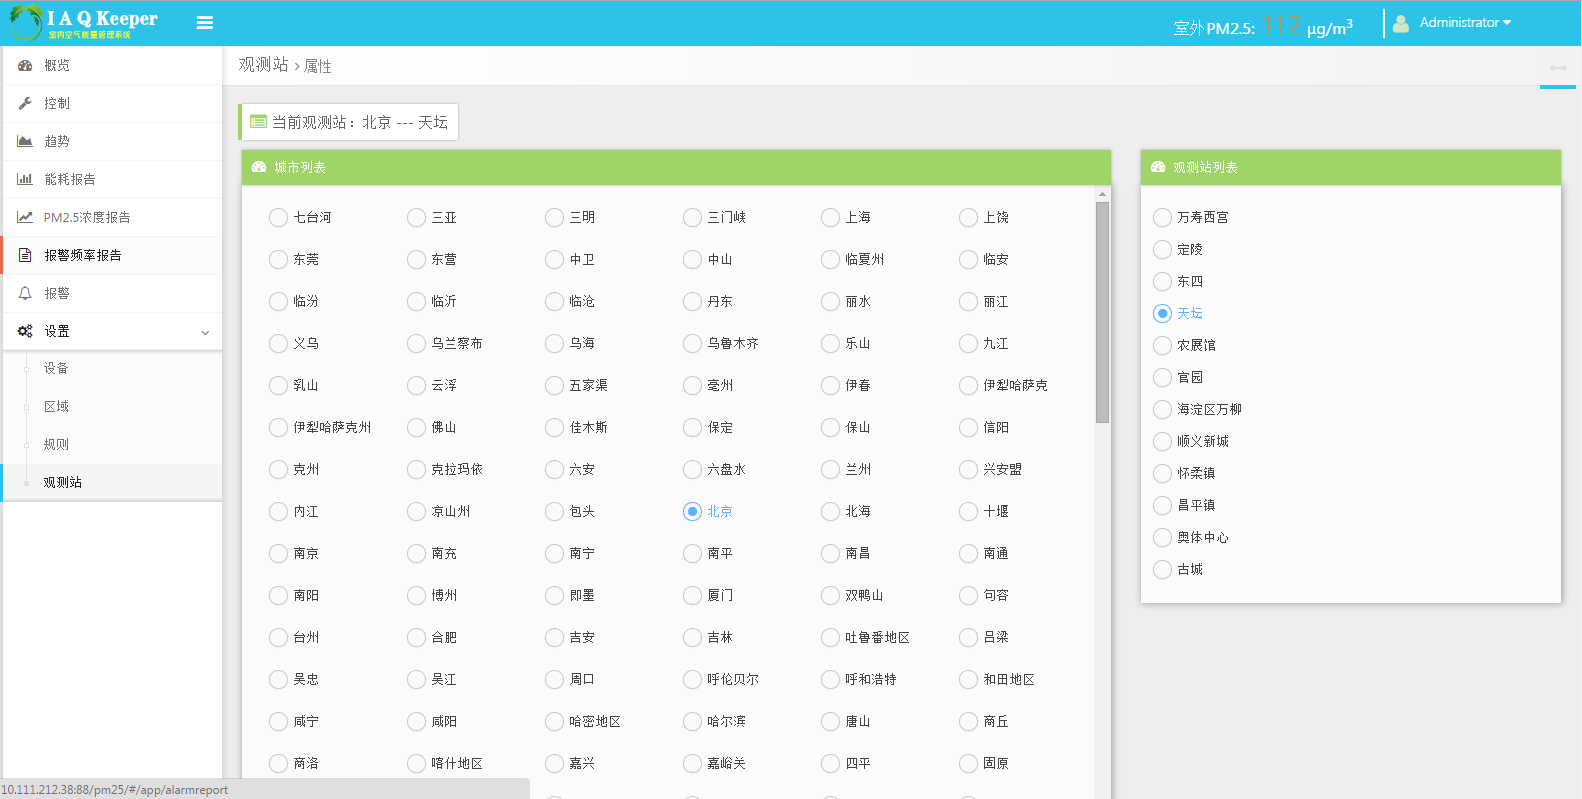 I A Q Keeper
室内空气能量管理系统
室外PM2.5: 112 µg/m³
Administrator
概览
控制
趋势
能耗报告
PM2.5浓度报告
报警频率报告
报警
设置
设备
区域
规则
观测站
观测站 > 属性
当前观测站：北京 --- 天坛
城市列表
七台河 三亚 三明 三门峡 上海 上饶
东莞 东营 中卫 中山 临夏州 临安
临汾 临沂 临沧 丹东 丽水 丽江
义乌 乌兰察布 乌海 乌鲁木齐 乐山 九江
乳山 云浮 五家渠 亳州 伊春 伊犁哈萨克
伊犁哈萨克州 佛山 佳木斯 保定 保山 信阳
克州 克拉玛依 六安 六盘水 兰州 兴安盟
内江 凉山州 包头 北京 北海 十堰
南京 南充 南宁 南平 南昌 南通
南阳 博州 即墨 厦门 双鸭山 句容
台州 合肥 吉安 吉林 吐鲁番地区 吕梁
吴忠 吴江 周口 呼伦贝尔 呼和浩特 和田地区
咸宁 咸阳 哈密地区 哈尔滨 唐山 商丘
商洛 喀什地区 嘉兴 嘉峪关 四平 固原
观测站列表
万寿西宫
定陵
东四
天坛
农展馆
官园
海淀区万柳
顺义新城
怀柔镇
昌平镇
奥体中心
古城
10.111.212.38:88/pm25/#/app/alarmreport